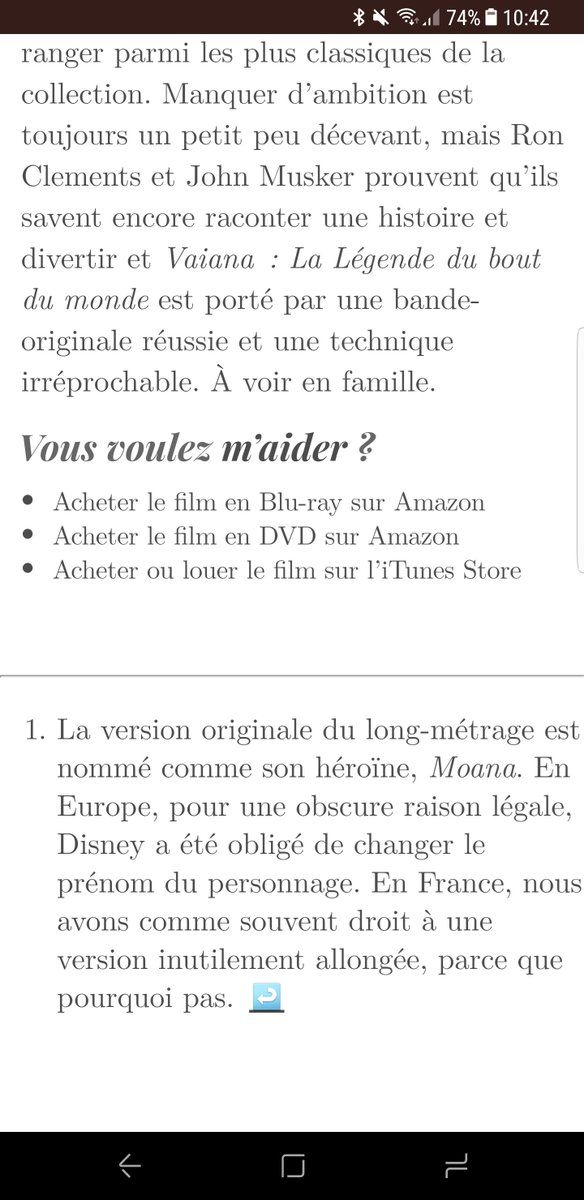 74% 10:42
ranger parmi les plus classiques de la
collection. Manquer d’ambition est
toujours un petit peu décevant, mais Ron
Clements et John Musker prouvent qu’ils
savent encore raconter une histoire et
divertir et Vaiana : La Légende du bout
du monde est porté par une bande-
originale réussie et une technique
irréprochable. À voir en famille.
Vous voulez m’aider ?
• Acheter le film en Blu-ray sur Amazon
• Acheter le film en DVD sur Amazon
• Acheter ou louer le film sur l’iTunes Store
1. La version originale du long-métrage est
nommé comme son héroïne, Moana. En
Europe, pour une obscure raison légale,
Disney a été obligé de changer le
prénom du personnage. En France, nous
avons comme souvent droit à une
version inutilement allongée, parce que
pourquoi pas.